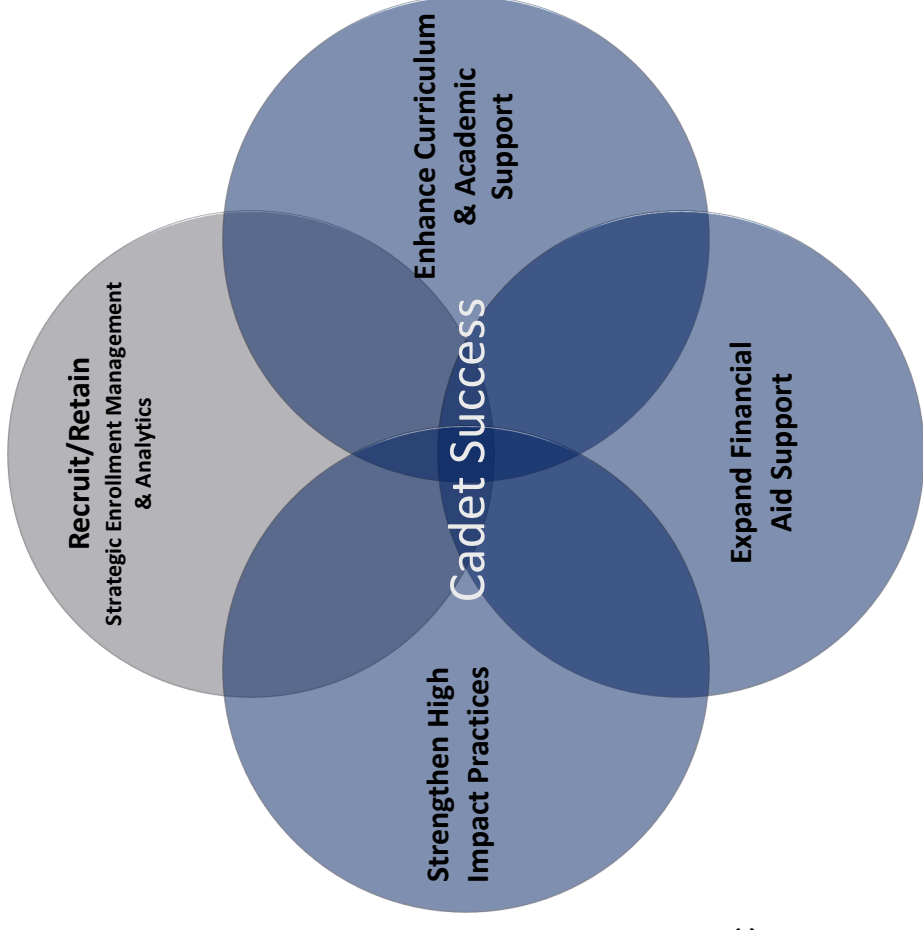 Recruit/Retain
Strategic Enrollment Management
& Analytics
Strengthen High
Impact Practices
Cadet Success
Enhance Curriculum
& Academic
Support
Expand Financial
Aid Support